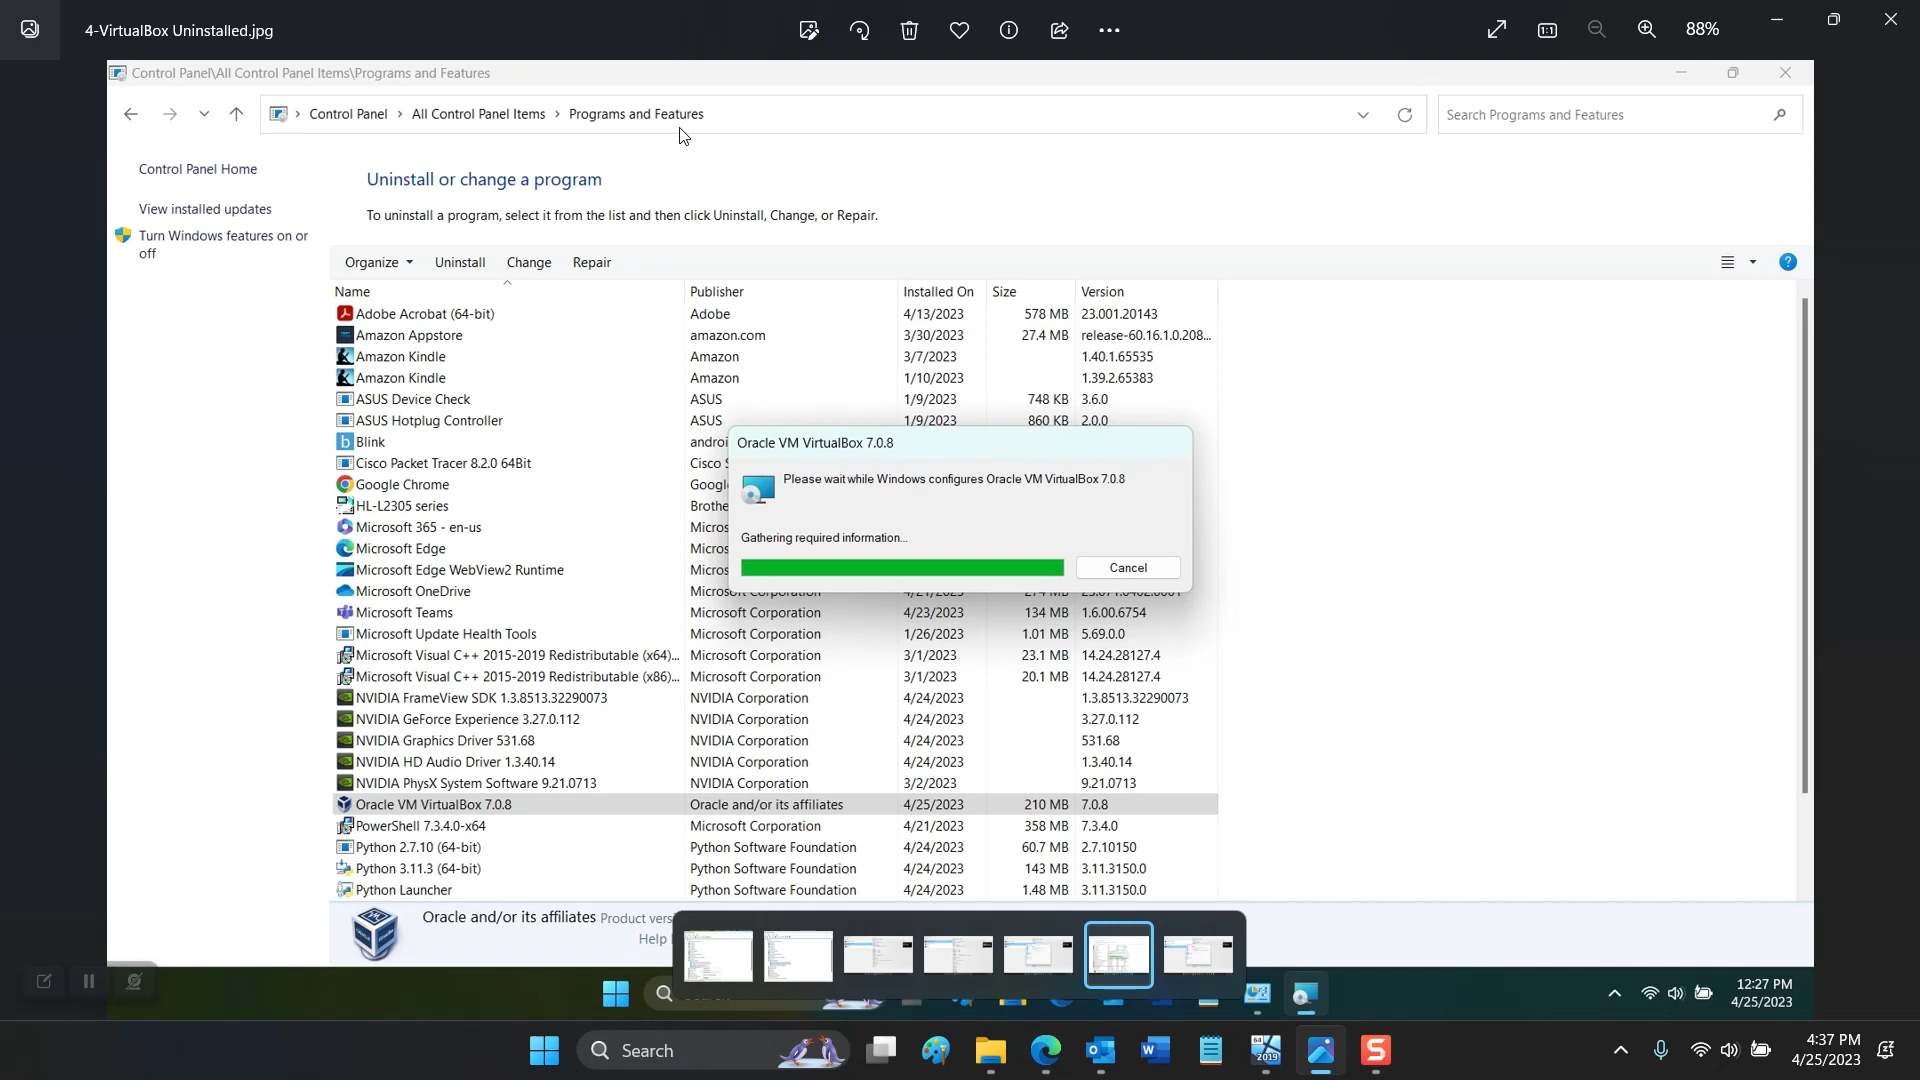 4-VirtualBox Uninstalled.jpg
88%
Control Panel\All Control Panel Items\Programs and Features
Control Panel > All Control Panel Items > Programs and Features
Search Programs and Features
Control Panel Home
View installed updates
Turn Windows features on or
off
Uninstall or change a program
To uninstall a program, select it from the list and then click Uninstall, Change, or Repair.
Organize Uninstall Change Repair
Name Publisher Installed On Size Version
Adobe Acrobat (64-bit) Adobe 4/13/2023 578 MB 23.001.20143
Amazon Appstore amazon.com 3/30/2023 27.4 MB release-60.16.1.0.208...
Amazon Kindle Amazon 3/7/2023 1.40.1.65535
Amazon Kindle Amazon 1/10/2023 1.39.2.65383
ASUS Device Check ASUS 1/9/2023 748 KB 3.6.0
ASUS Hotplug Controller ASUS 1/9/2023 860 KB 2.0.0
Blink androi
Cisco Packet Tracer 8.2.0 64Bit Cisco S
Google Chrome Googl
HL-L2305 series Brothe
Microsoft 365 - en-us Micros
Microsoft Edge Micros
Microsoft Edge WebView2 Runtime Micros
Microsoft OneDrive Microsoft Corporation
Microsoft Teams Microsoft Corporation 4/23/2023 134 MB 1.6.00.6754
Microsoft Update Health Tools Microsoft Corporation 1/26/2023 1.01 MB 5.69.0.0
Microsoft Visual C++ 2015-2019 Redistributable (x64)... Microsoft Corporation 3/1/2023 23.1 MB 14.24.28127.4
Microsoft Visual C++ 2015-2019 Redistributable (x86)... Microsoft Corporation 3/1/2023 20.1 MB 14.24.28127.4
NVIDIA FrameView SDK 1.3.8513.32290073 NVIDIA Corporation 4/24/2023 1.3.8513.32290073
NVIDIA GeForce Experience 3.27.0.112 NVIDIA Corporation 4/24/2023 3.27.0.112
NVIDIA Graphics Driver 531.68 NVIDIA Corporation 4/24/2023 531.68
NVIDIA HD Audio Driver 1.3.40.14 NVIDIA Corporation 4/24/2023 1.3.40.14
NVIDIA PhysX System Software 9.21.0713 NVIDIA Corporation 3/2/2023 9.21.0713
Oracle VM VirtualBox 7.0.8 Oracle and/or its affiliates 4/25/2023 210 MB 7.0.8
PowerShell 7.3.4.0-x64 Microsoft Corporation 4/21/2023 358 MB 7.3.4.0
Python 2.7.10 (64-bit) Python Software Foundation 4/24/2023 60.7 MB 2.7.10150
Python 3.11.3 (64-bit) Python Software Foundation 4/24/2023 143 MB 3.11.3150.0
Python Launcher Python Software Foundation 4/24/2023 1.48 MB 3.11.3150.0
Oracle VM VirtualBox 7.0.8
Please wait while Windows configures Oracle VM VirtualBox 7.0.8
Gathering required information...
Cancel
Oracle and/or its affiliates Product vers
Help
12:27 PM
4/25/2023
Search
64
2019
4:37 PM
4/25/2023